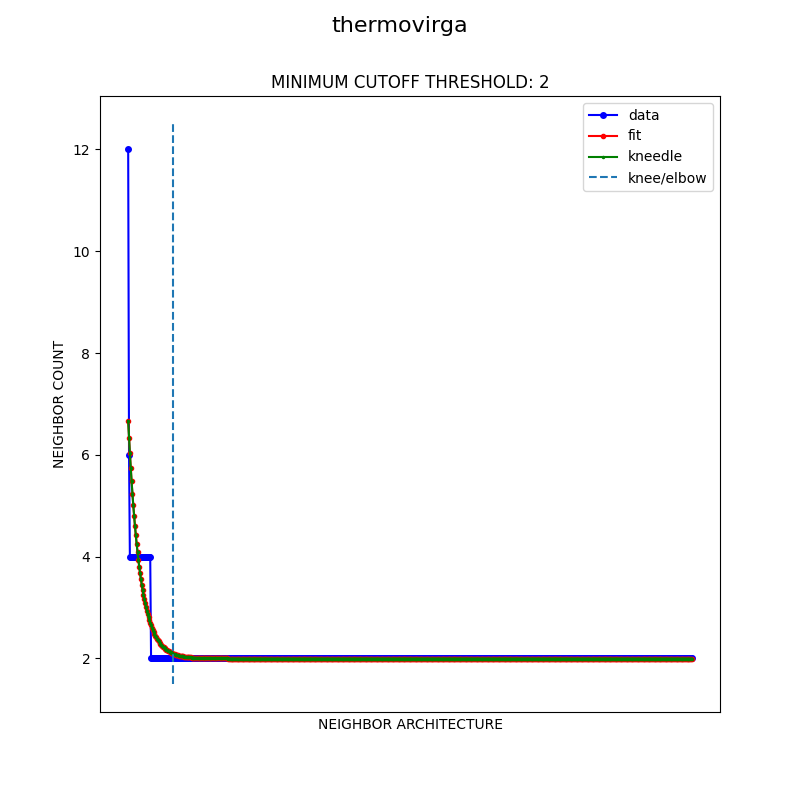 thermovirga
MINIMUM CUTOFF THRESHOLD: 2
data
fit
kneedle
knee/elbow
12
10
8
6
4
2
NEIGHBOR COUNT
NEIGHBOR ARCHITECTURE